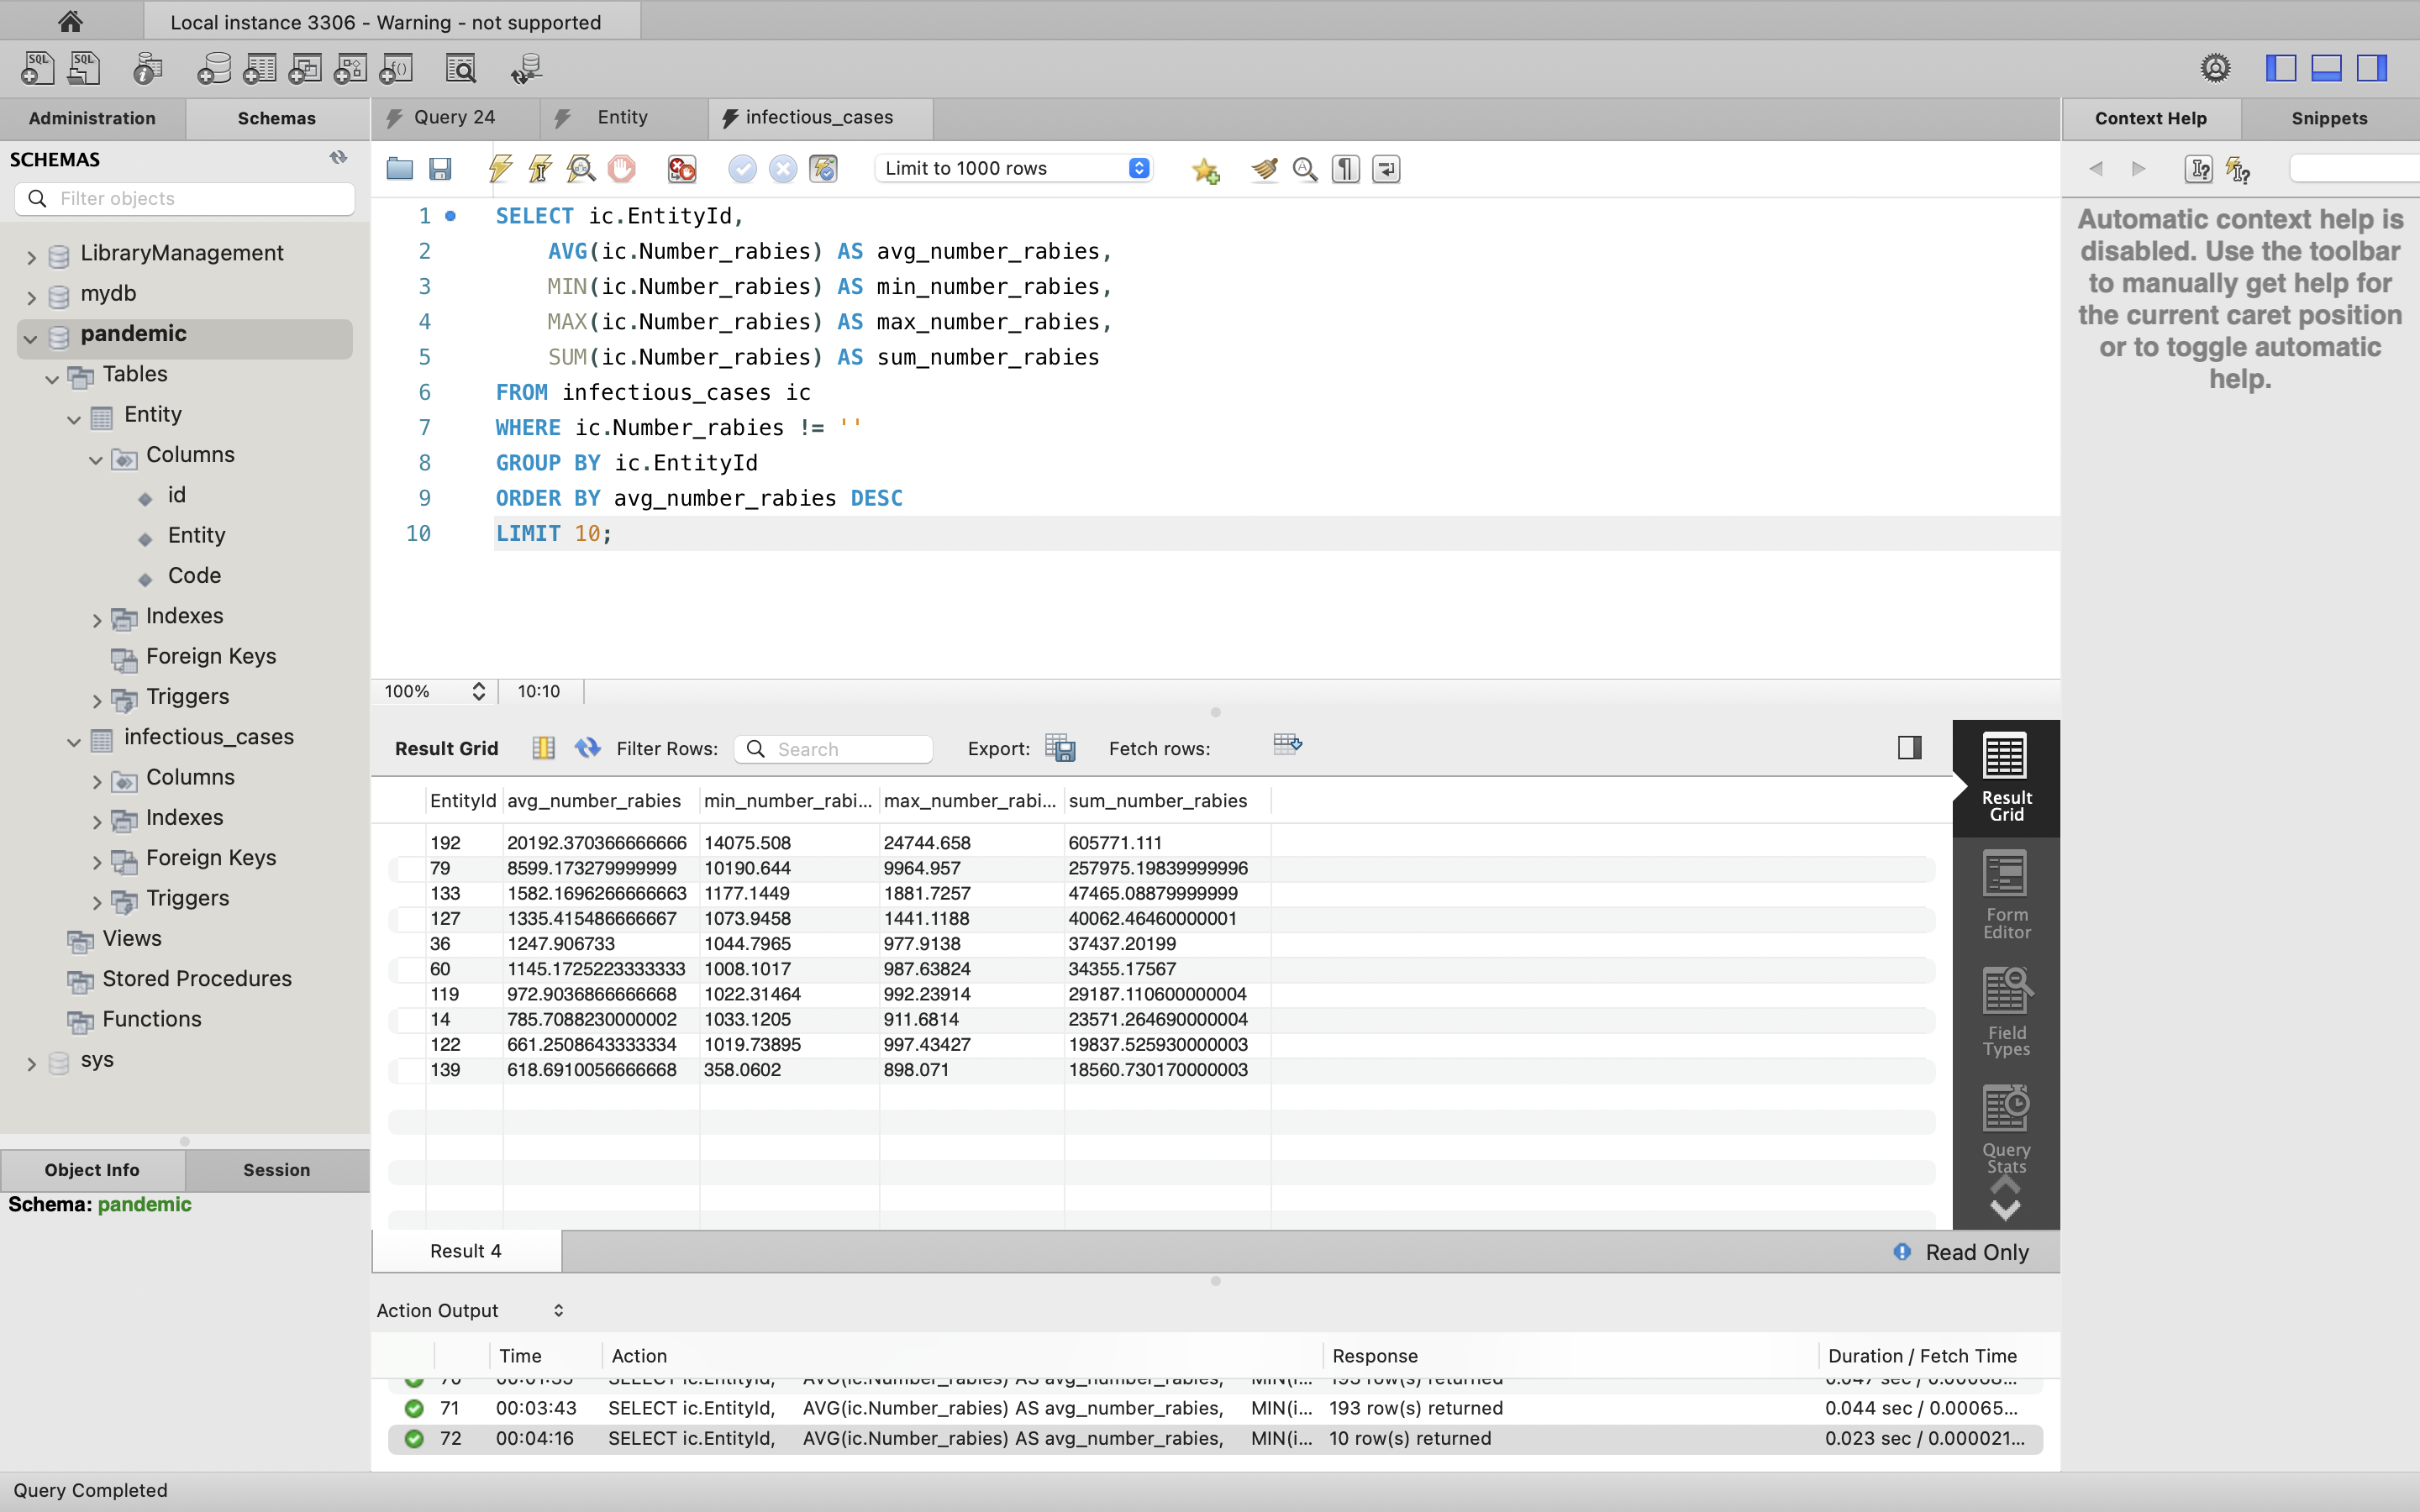 Local instance 3306 - Warning - not supported
Administration
Schemas
Query 24
Entity
infectious_cases
Context Help
Snippets
SCHEMAS
Filter objects
Limit to 1000 rows
LibraryManagement
mydb
pandemic
Tables
Entity
Columns
id
Entity
Code
Indexes
Foreign Keys
Triggers
infectious_cases
Columns
Indexes
Foreign Keys
Triggers
Views
Stored Procedures
Functions
sys
Object Info
Session
Schema: pandemic
1 SELECT ic.EntityId,
2 AVG(ic.Number_rabies) AS avg_number_rabies,
3 MIN(ic.Number_rabies) AS min_number_rabies,
4 MAX(ic.Number_rabies) AS max_number_rabies,
5 SUM(ic.Number_rabies) AS sum_number_rabies
6 FROM infectious_cases ic
7 WHERE ic.Number_rabies != ''
8 GROUP BY ic.EntityId
9 ORDER BY avg_number_rabies DESC
10 LIMIT 10;
100% 10:10
Automatic context help is
disabled. Use the toolbar
to manually get help for
the current caret position
or to toggle automatic
help.
Result Grid Filter Rows: Search Export: Fetch rows:
EntityId avg_number_rabies min_number_rabi... max_number_rabi... sum_number_rabies
192 20192.370366666666 14075.508 24744.658 605771.111
79 8599.173279999999 10190.644 9964.957 257975.19839999996
133 1582.1696266666663 1177.1449 1881.7257 47465.08879999999
127 1335.415486666667 1073.9458 1441.1188 40062.46460000001
36 1247.906733 1044.7965 977.9138 37437.20199
60 1145.1725223333333 1008.1017 987.63824 34355.17567
119 972.9036866666668 1022.31464 992.23914 29187.110600000004
14 785.7088230000002 1033.1205 911.6814 23571.264690000004
122 661.2508643333334 1019.73895 997.43427 19837.525930000003
139 618.6910056666668 358.0602 898.071 18560.730170000003
Result
Grid
Form
Editor
Field
Types
Query
Stats
Result 4
Read Only
Action Output
Time Action Response Duration / Fetch Time
SELECT ic.EntityId, AVG(ic.Number_rabies) AS avg_number_rabies, MIN(i... 193 row(s) returned
71 00:03:43 SELECT ic.EntityId, AVG(ic.Number_rabies) AS avg_number_rabies, MIN(i... 193 row(s) returned 0.044 sec / 0.00065...
72 00:04:16 SELECT ic.EntityId, AVG(ic.Number_rabies) AS avg_number_rabies, MIN(i... 10 row(s) returned 0.023 sec / 0.000021...
Query Completed